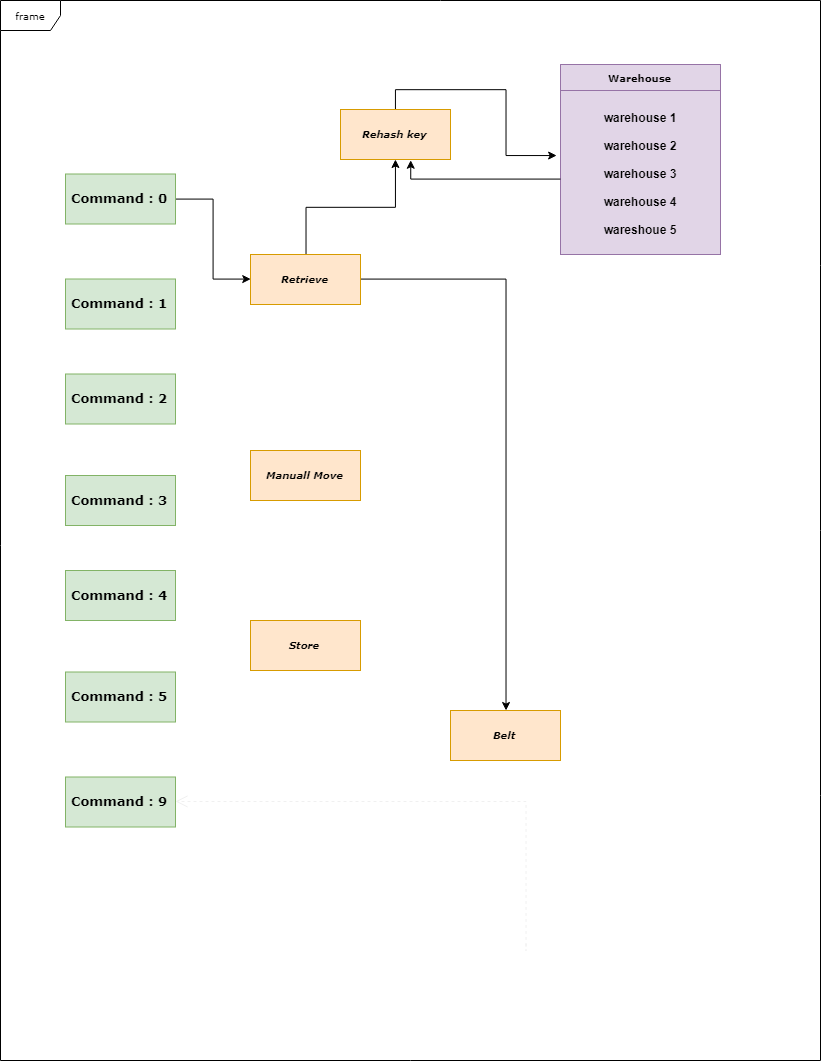 frame
Warehouse
warehouse 1
warehouse 2
warehouse 3
warehouse 4
wareshoue 5
Rehash key
Command : 0
Retrieve
Command : 1
Command : 2
Manuall Move
Command : 3
Command : 4
Store
Command : 5
Belt
Command : 9